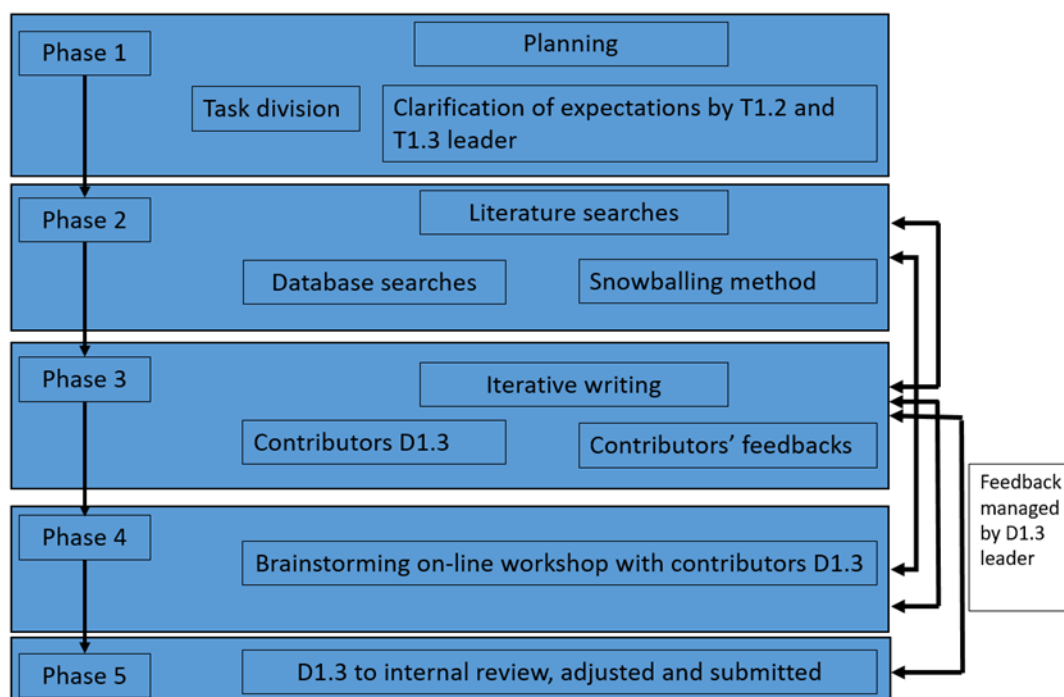 Phase 1
Planning
Task division
Clarification of expectations by T1.2 and
T1.3 leader
Phase 2
Literature searches
Database searches
Snowballing method
Phase 3
Iterative writing
Contributors D1.3
Contributors’ feedbacks
Feedback
managed
by D1.3
leader
Phase 4
Brainstorming on-line workshop with contributors D1.3
Phase 5
D1.3 to internal review, adjusted and submitted